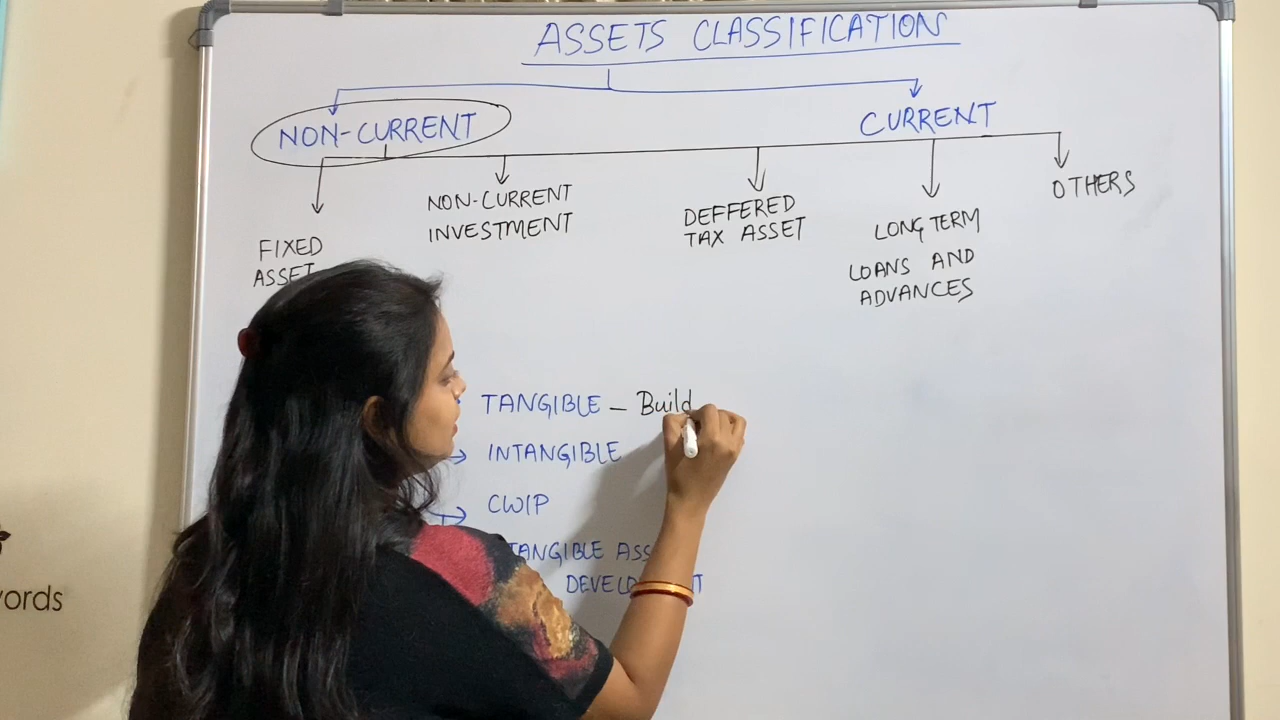 ASSETS CLASSIFICATION
NON-CURRENT
CURRENT
FIXED
ASSET
NON-CURRENT
INVESTMENT
DEFFERED
TAX ASSET
LONG TERM
LOANS AND
ADVANCES
OTHERS
TANGIBLE – Build
INTANGIBLE
CWIP